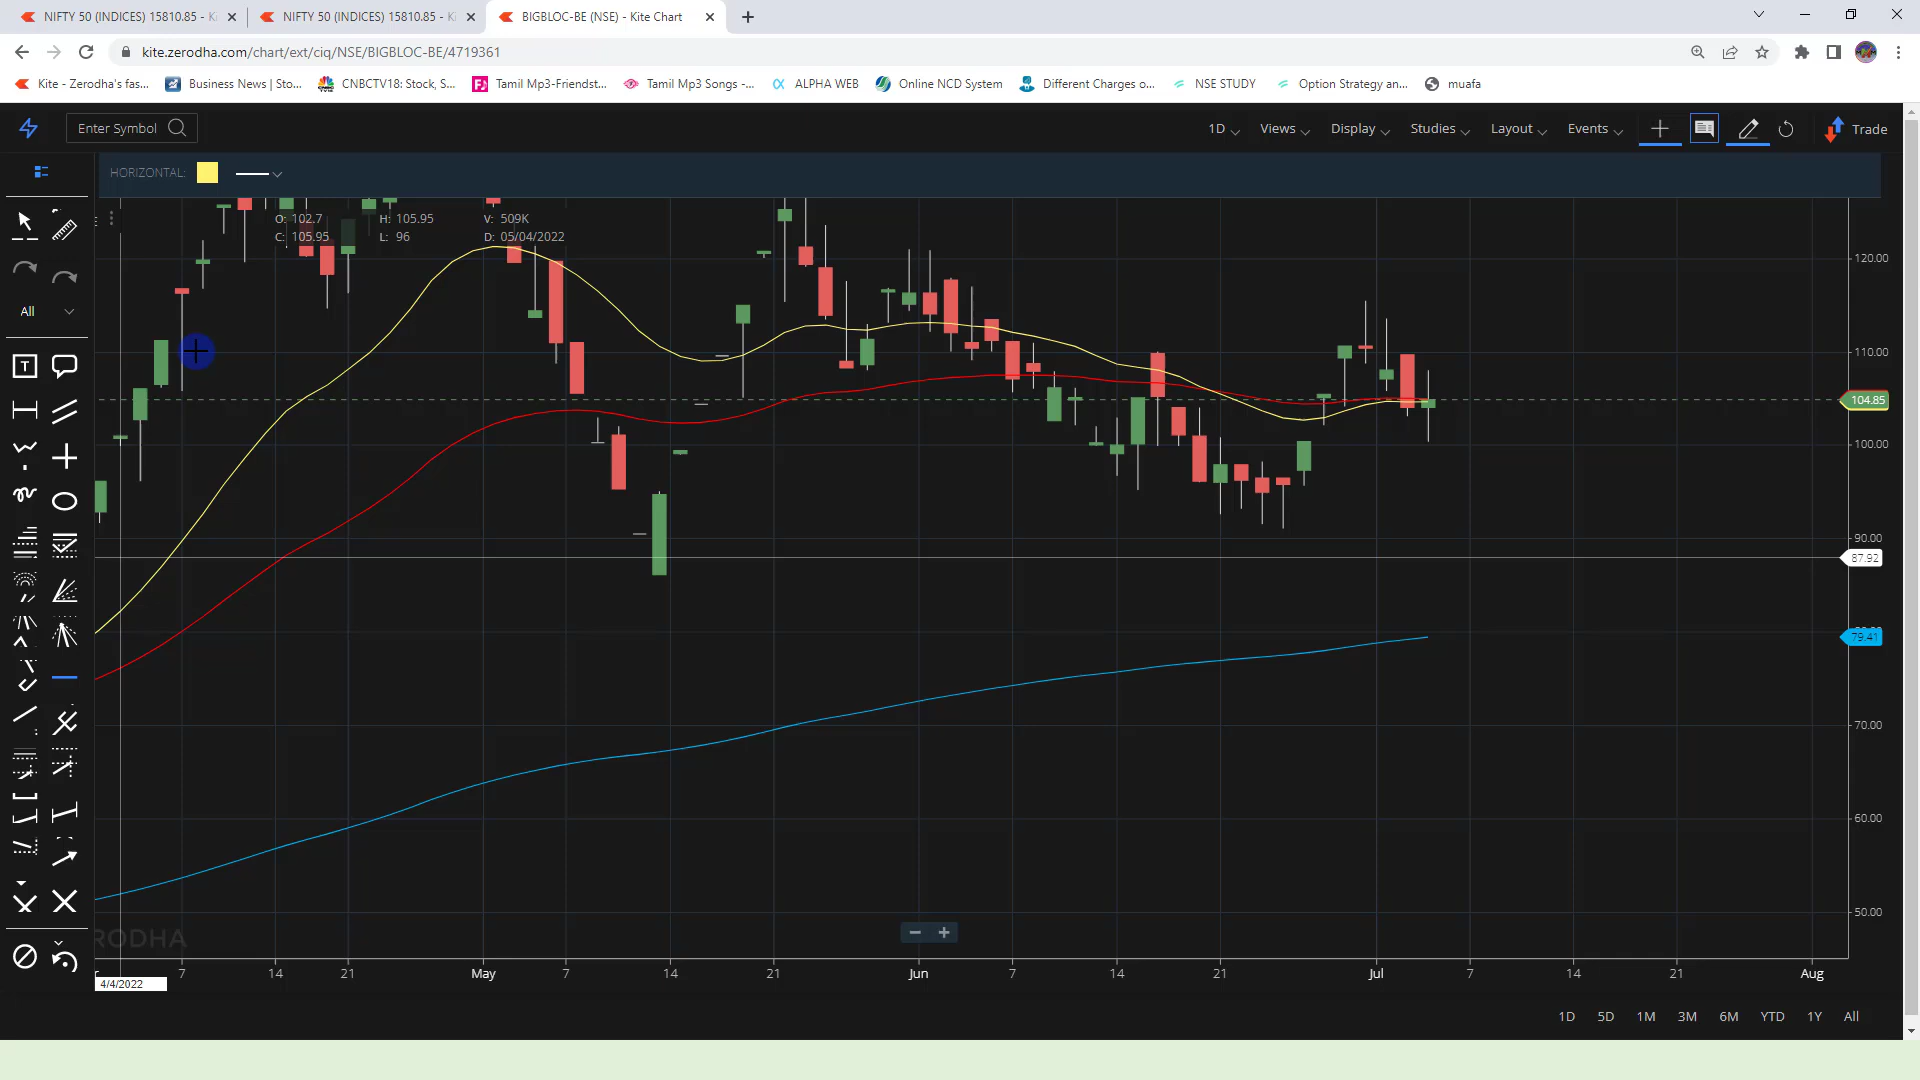 NIFTY 50 (INDICES) 15810.85 - Ki
NIFTY 50 (INDICES) 15810.85 - Ki
BIGBLOC-BE (NSE) - Kite Chart
kite.zerodha.com/chart/ext/ciq/NSE/BIGBLOC-BE/4719361
Kite - Zerodha's fas...
Business News | Sto...
CNBCTV18: Stock, S...
Tamil Mp3-Friendst...
Tamil Mp3 Songs -...
ALPHA WEB
Online NCD System
Different Charges o...
NSE STUDY
Option Strategy an...
muafa
Enter Symbol
1D
Views
Display
Studies
Layout
Events
Trade
HORIZONTAL:
O: 102.7
H: 105.95
V: 509K
C: 105.95
L: 96
D: 05/04/2022
All
T
120.00
110.00
104.85
100.00
90.00
87.92
79.41
70.00
60.00
50.00
RODHA
7
14
21
May
7
14
21
Jun
7
14
21
Jul
7
14
21
Aug
4/4/2022
1D
5D
1M
3M
6M
YTD
1Y
All